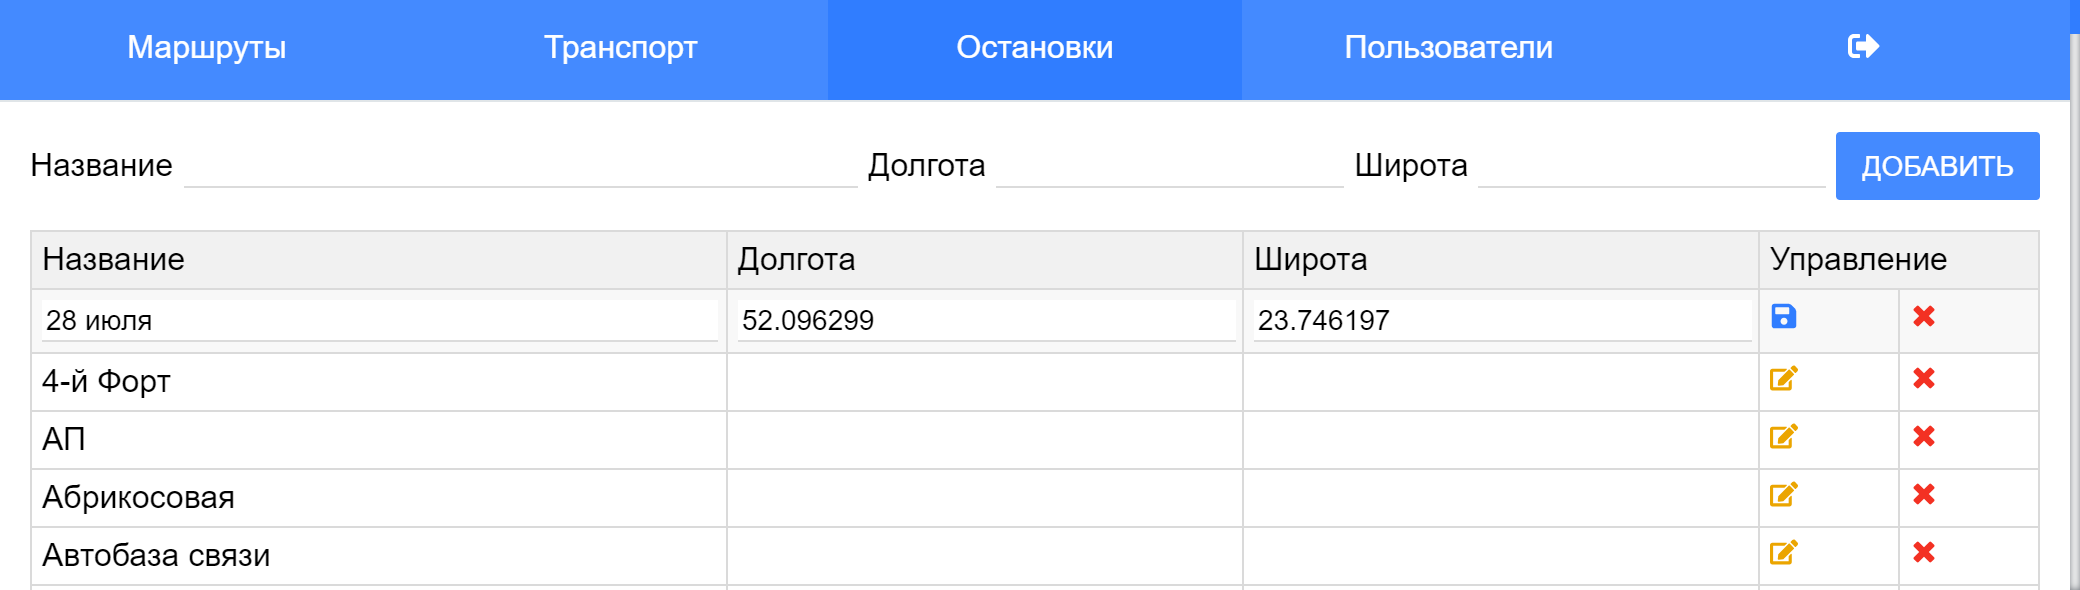 Маршруты Транспорт Остановки Пользователи
Название Долгота Широта ДОБАВИТЬ
Название Долгота Широта Управление
28 июля 52.096299 23.746197
4-й Форт
АП
Абрикосовая
Автобаза связи